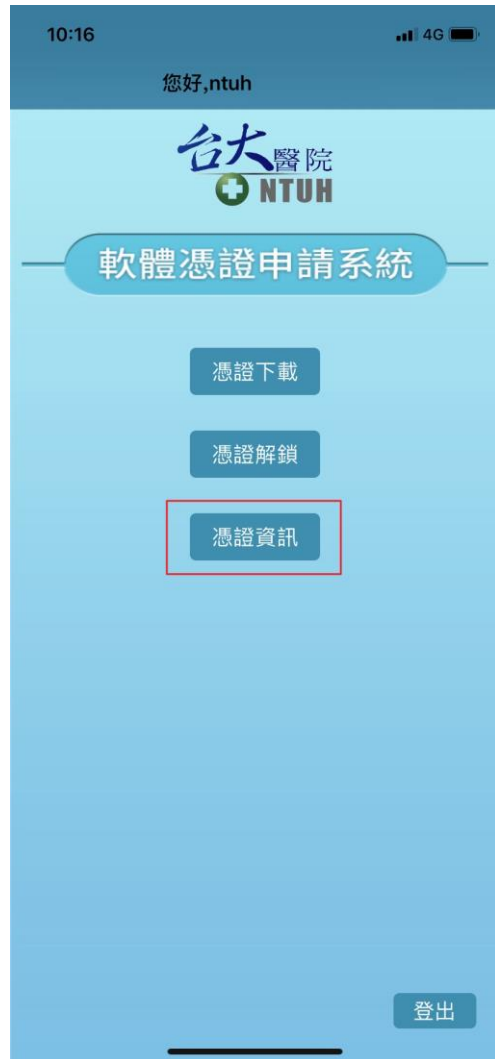 10:16 4G
您好,ntuh
台大醫院
NTUH
軟體憑證申請系統
憑證下載
憑證解鎖
憑證資訊
登出